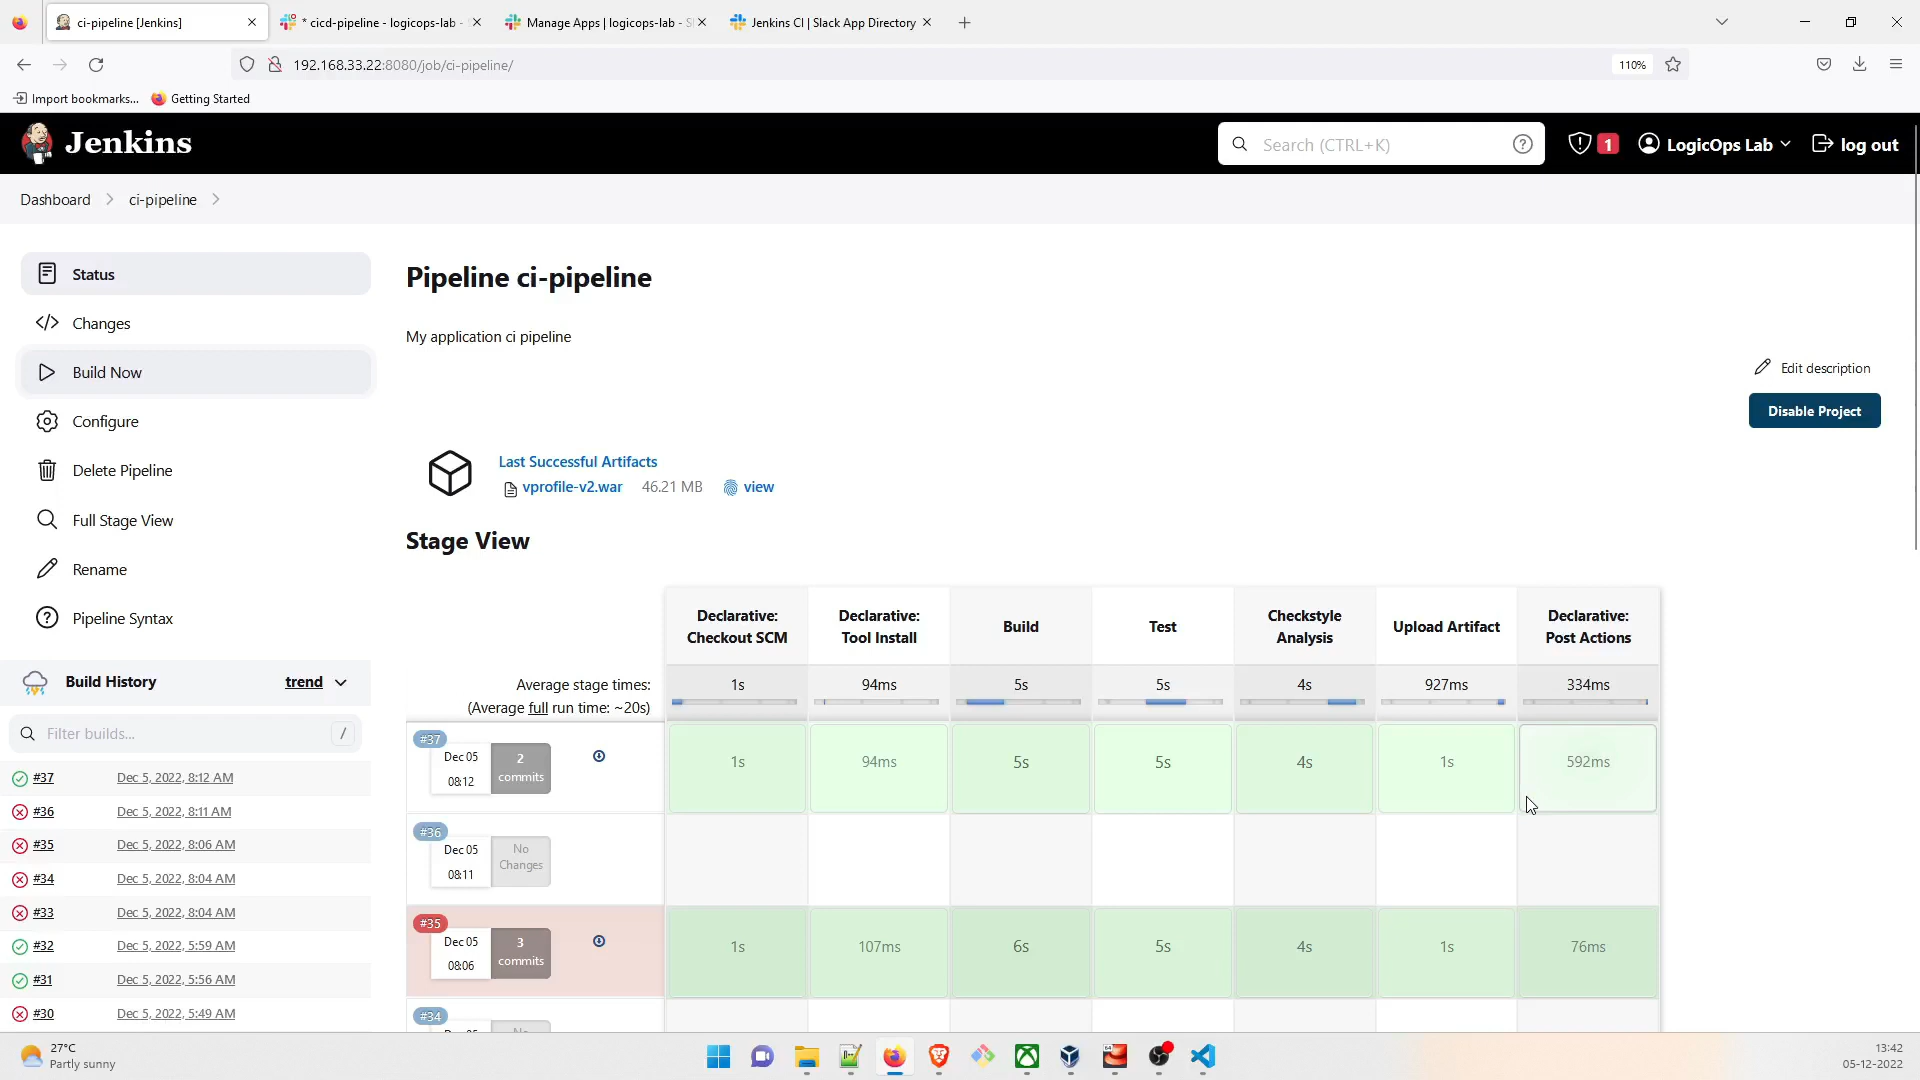 ci-pipeline [Jenkins]
* cicd-pipeline - logicops-lab -
Manage Apps | logicops-lab - S
Jenkins CI | Slack App Directory
192.168.33.22:8080/job/ci-pipeline/
110%
Import bookmarks...
Getting Started
Jenkins
Search (CTRL+K)
1
LogicOps Lab
log out
Dashboard
ci-pipeline
Status
Changes
Build Now
Configure
Delete Pipeline
Full Stage View
Rename
Pipeline Syntax
Build History
trend
Filter builds...
/
#37 Dec 5, 2022, 8:12 AM
#36 Dec 5, 2022, 8:11 AM
#35 Dec 5, 2022, 8:06 AM
#34 Dec 5, 2022, 8:04 AM
#33 Dec 5, 2022, 8:04 AM
#32 Dec 5, 2022, 5:59 AM
#31 Dec 5, 2022, 5:56 AM
#30 Dec 5, 2022, 5:49 AM
Pipeline ci-pipeline
My application ci pipeline
Edit description
Disable Project
Last Successful Artifacts
vprofile-v2.war 46.21 MB view
Stage View
Declarative: Checkout SCM
Declarative: Tool Install
Build
Test
Checkstyle Analysis
Upload Artifact
Declarative: Post Actions
Average stage times:
(Average full run time: ~20s)
1s 94ms 5s 5s 4s 927ms 334ms
#37
Dec 05
08:12
2
commits
1s 94ms 5s 5s 4s 1s 592ms
#36
Dec 05
08:11
No
Changes
#35
Dec 05
08:06
3
commits
1s 107ms 6s 5s 4s 1s 76ms
#34
27°C
Partly sunny
13:42
05-12-2022